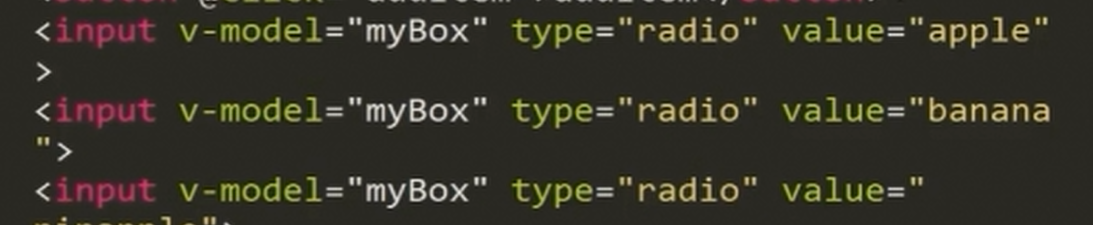 <input v-model="myBox" type="radio" value="apple"
>
<input v-model="myBox" type="radio" value="banana
">
<input v-model="myBox" type="radio" value="